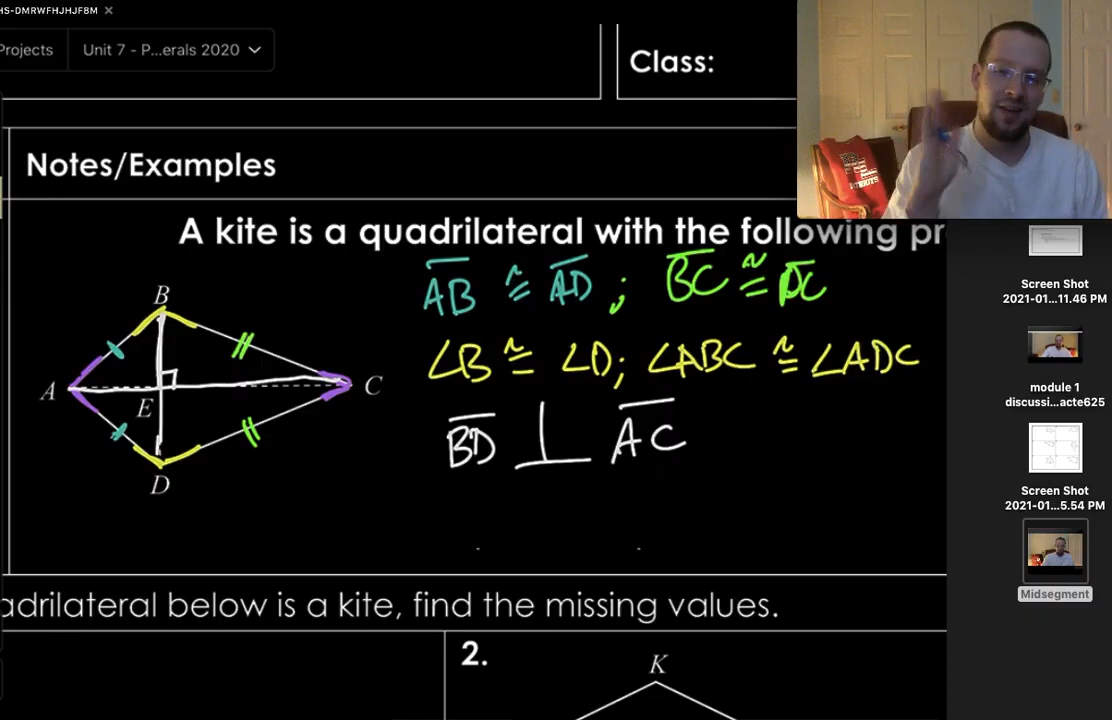 HS-DMRWFHJHJF8M ×
Projects
Unit 7 - P...erals 2020
Class:
Notes/Examples
A kite is a quadrilateral with the following pr
AB ≅ AD ; BC ≅ DC
∠B ≅ ∠D; ∠ABC ≅ ∠ADC
BD ⊥ AC
B
A
C
E
D
adrilateral below is a kite, find the missing values.
2.
K
Screen Shot
2021-01...11.46 PM
module 1
discussi...acte625
Screen Shot
2021-01...5.54 PM
Midsegment